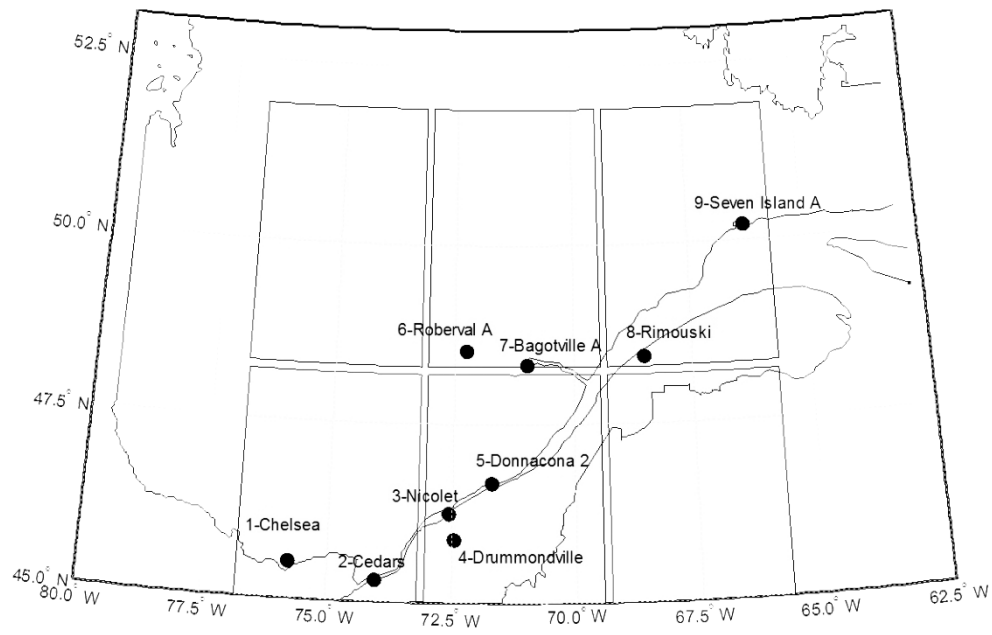 52.5° N
50.0° N
47.5° N
45.0° N
9-Seven Island A
6-Roberval A
7-Bagotville A
8-Rimouski
5-Donnacona 2
3-Nicolet
1-Chelsea
2-Cedars
4-Drummondville
80.0° W
77.5° W
75.0° W
72.5° W
70.0° W
67.5° W
65.0° W
62.5° W